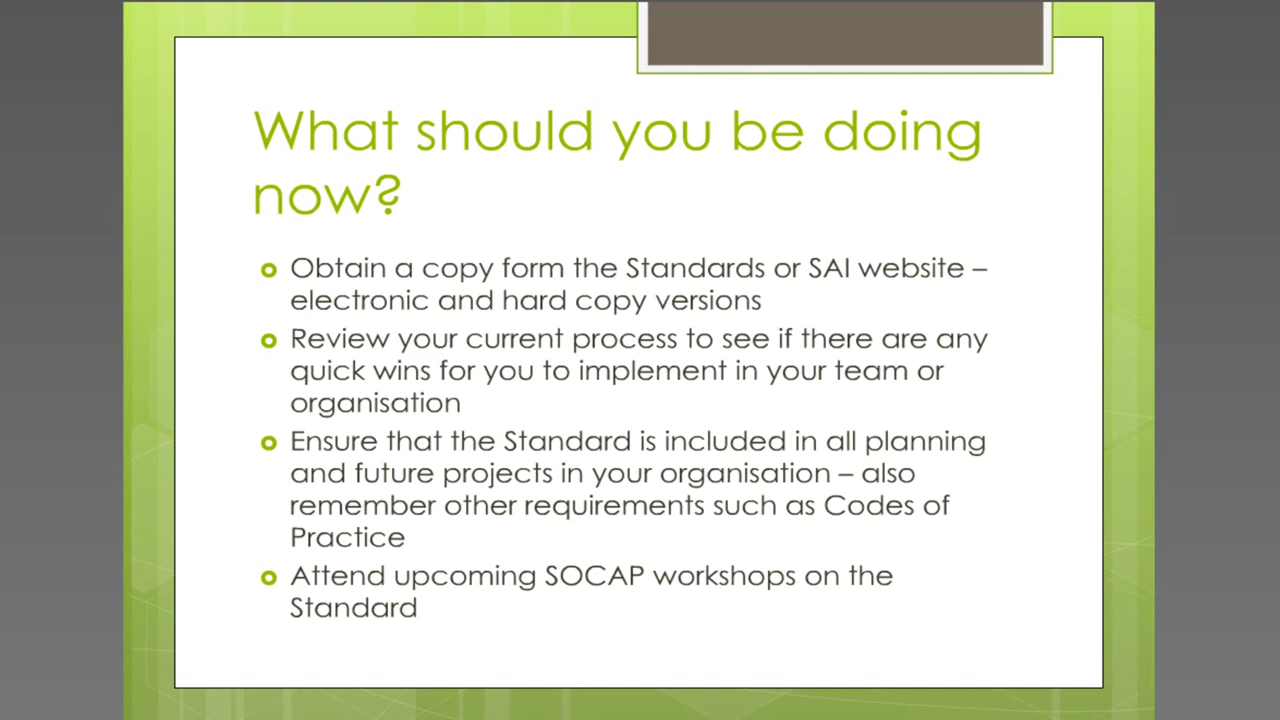 What should you be doing
now?
Obtain a copy form the Standards or SAI website –
electronic and hard copy versions
Review your current process to see if there are any
quick wins for you to implement in your team or
organisation
Ensure that the Standard is included in all planning
and future projects in your organisation – also
remember other requirements such as Codes of
Practice
Attend upcoming SOCAP workshops on the
Standard